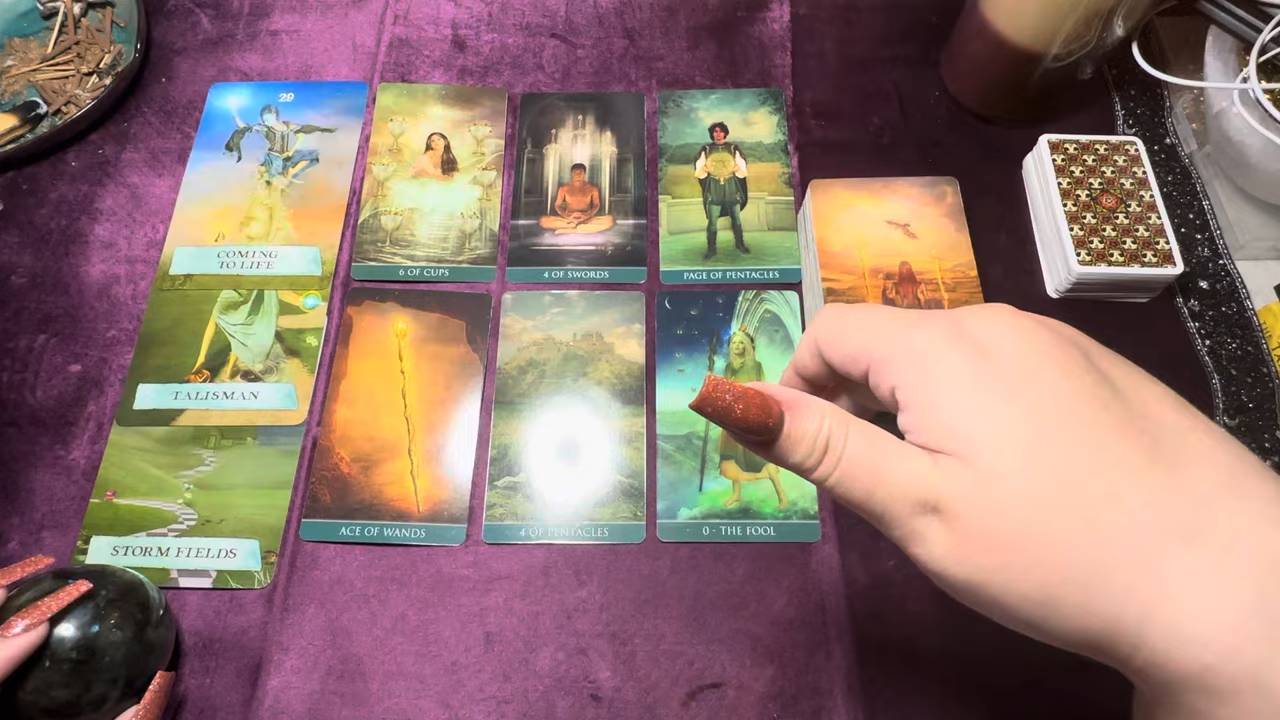 29
COMING
TO LIFE
TALISMAN
STORM FIELDS
6 OF CUPS
4 OF SWORDS
PAGE OF PENTACLES
ACE OF WANDS
4 OF PENTACLES
0 - THE FOOL